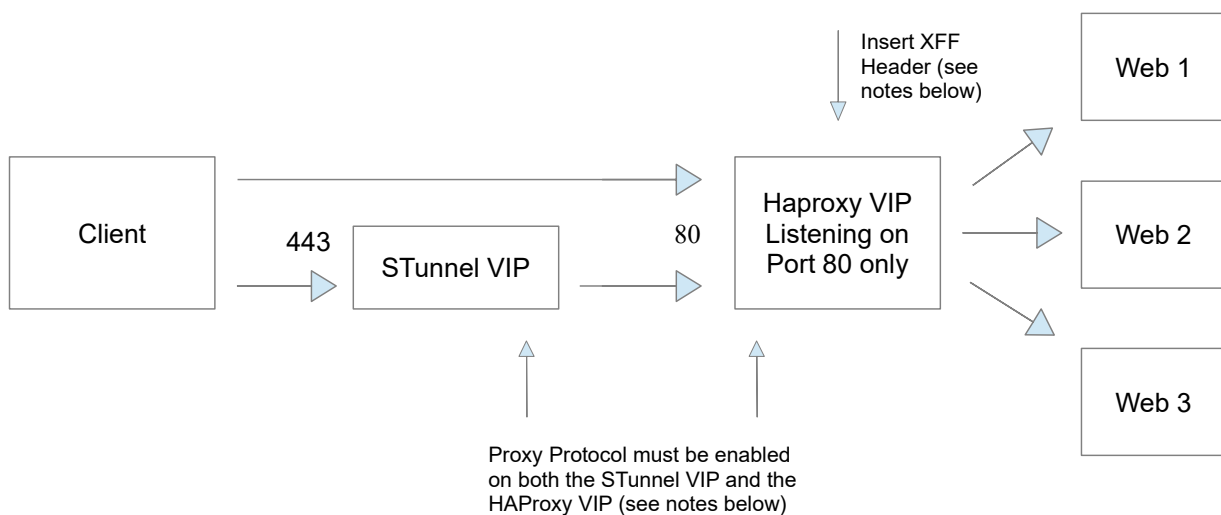 Insert XFF
Header (see
notes below)
Web 1
Client
443
STunnel VIP
80
Haproxy VIP
Listening on
Port 80 only
Web 2
Web 3
Proxy Protocol must be enabled
on both the STunnel VIP and the
HAProxy VIP (see notes below)